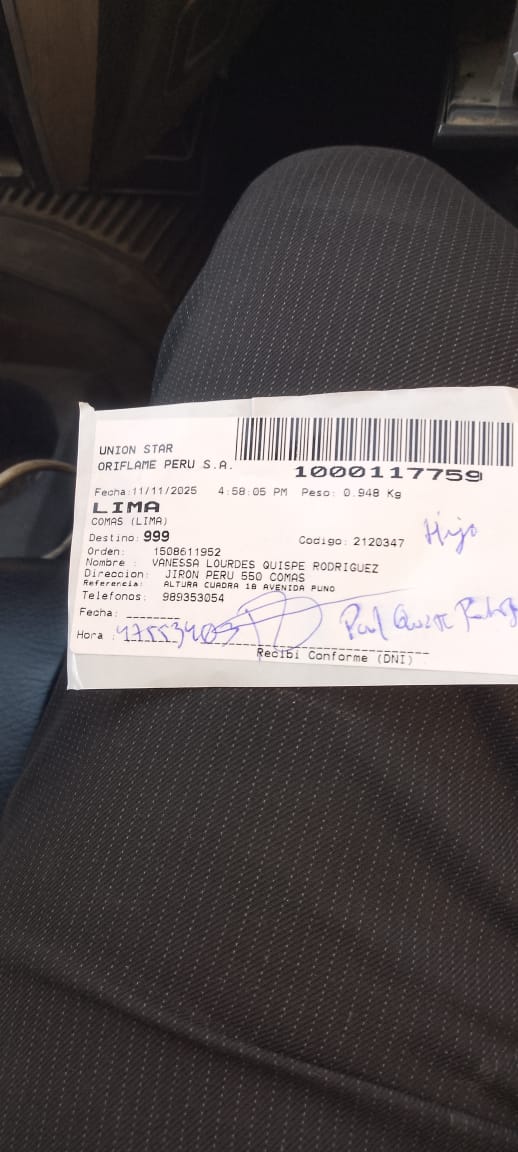 UNION STAR
ORIFLAME PERU S.A.
1000117759
Fecha:11/11/2025 4:58:05 PM Peso: 0.948 Kg
LIMA
COMAS (LIMA)
Destino: 999 Codigo: 2120347 Hijo
Orden: 1508611952
Nombre : VANESSA LOURDES QUISPE RODRIGUEZ
Direccion: JIRON PERU 550 COMAS
Referencia: ALTURA CUADRA 18 AVENIDA PUNO
Telefonos: 989353054
Fecha: ________
Hora : 47553403
Recibi Conforme (DNI)